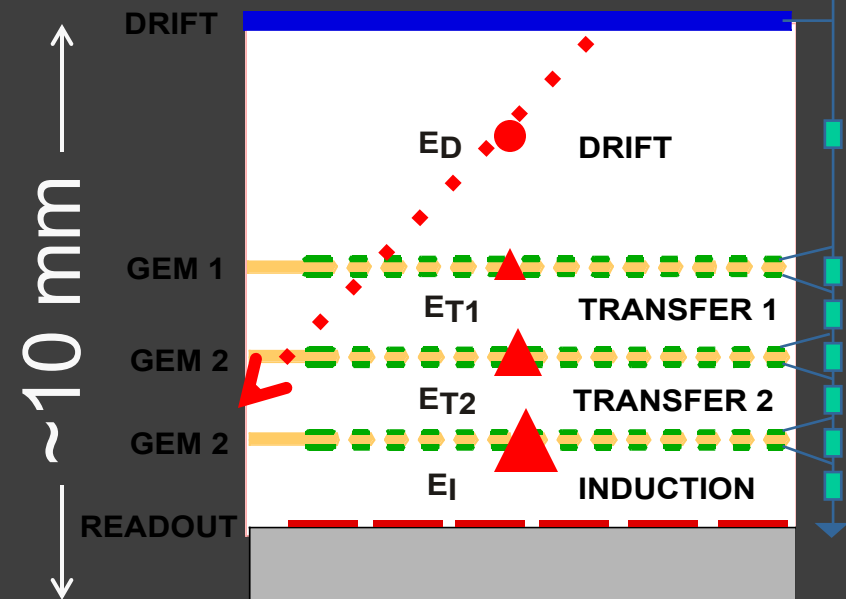 DRIFT
~10 mm
ED DRIFT
GEM 1
ET1 TRANSFER 1
GEM 2
ET2 TRANSFER 2
GEM 2
EI INDUCTION
READOUT